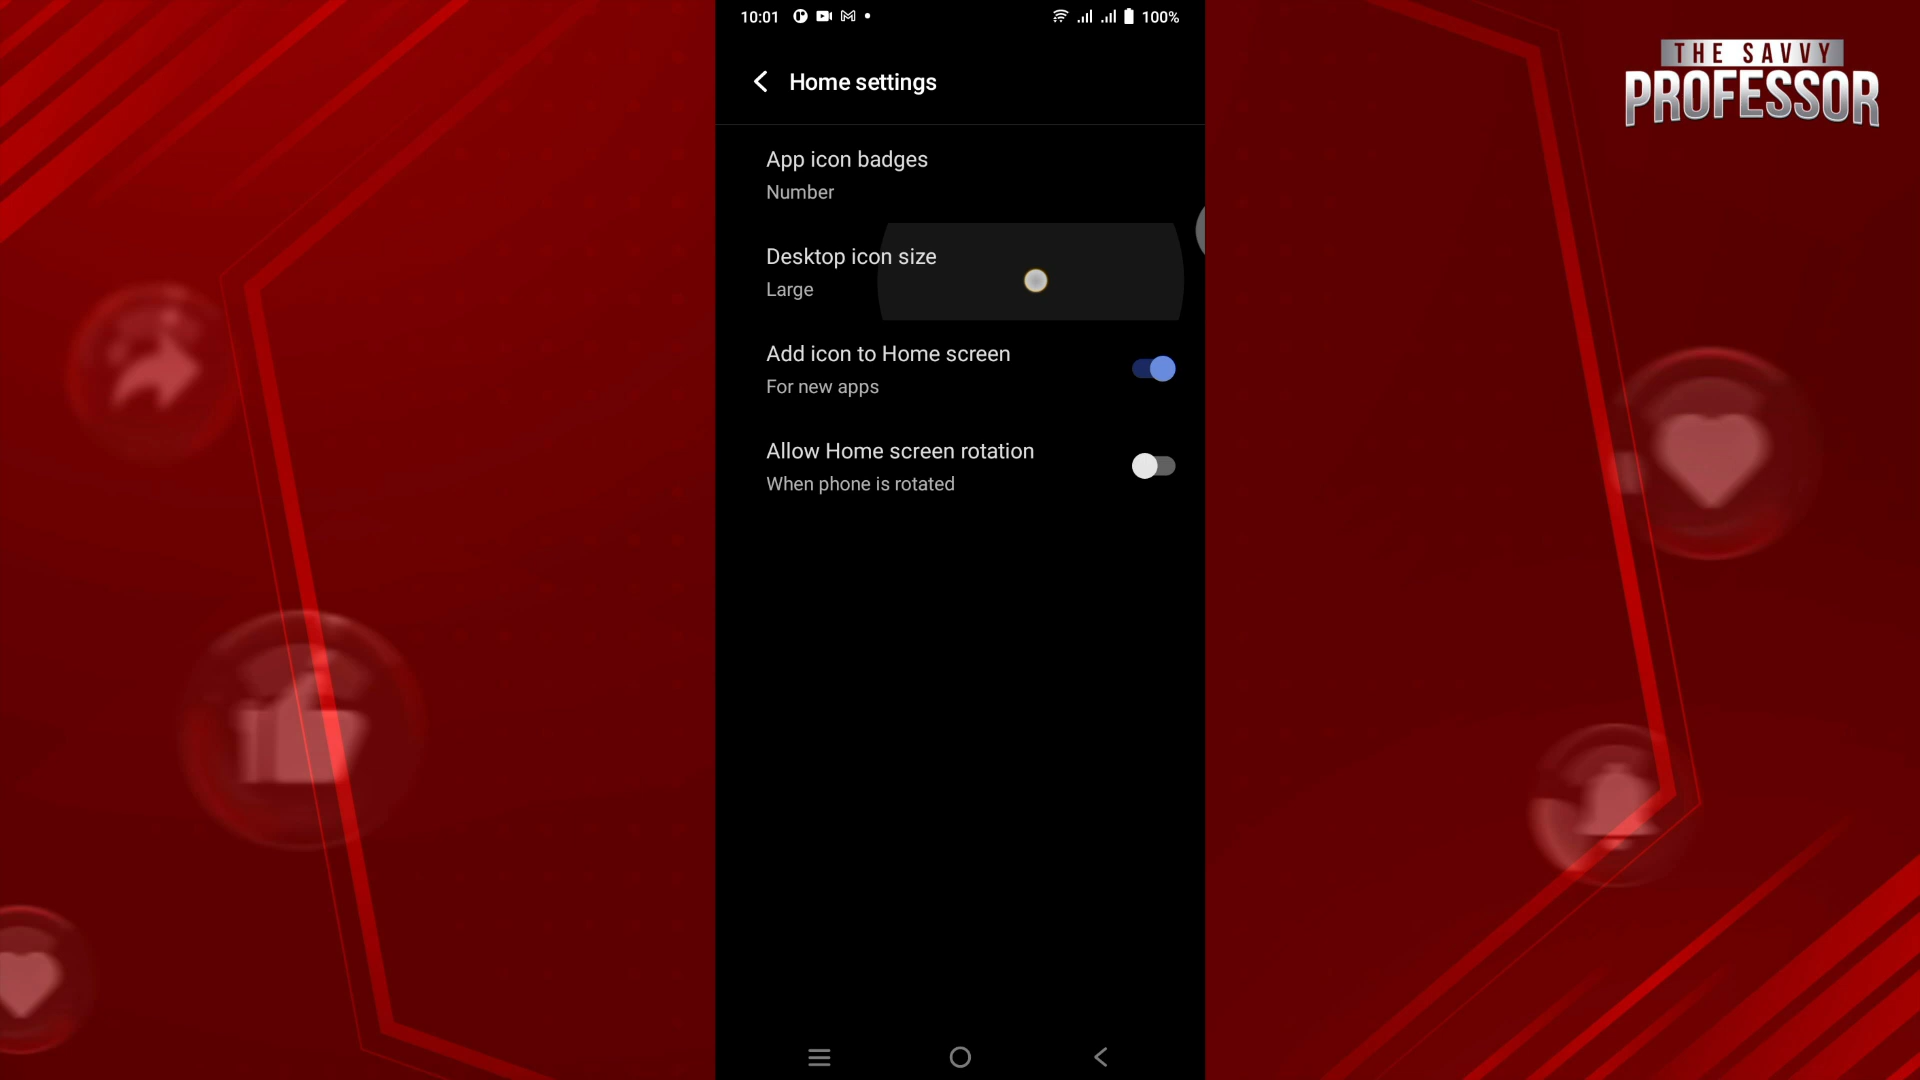 10:01
100%
THE SAVVY
PROFESSOR
Home settings
App icon badges
Number
Desktop icon size
Large
Add icon to Home screen
For new apps
Allow Home screen rotation
When phone is rotated